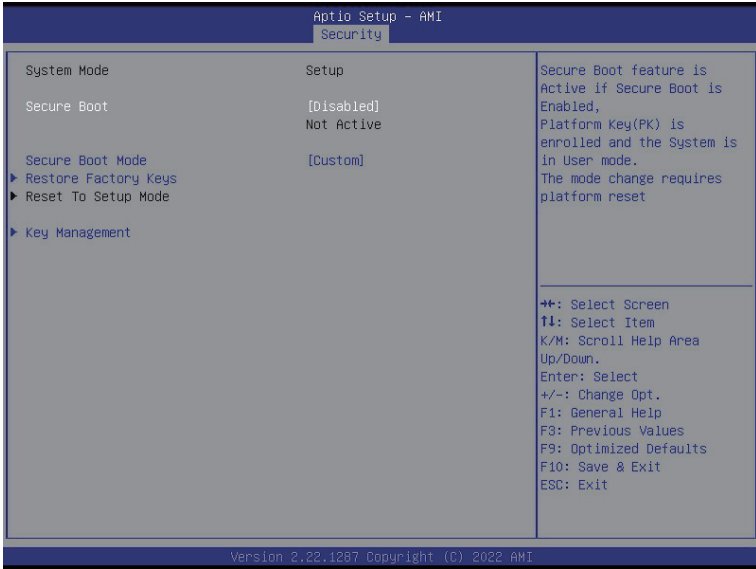 Aptio Setup – AMI
Security
System Mode Setup
Secure Boot [Disabled]
Not Active
Secure Boot Mode [Custom]
▶ Restore Factory Keys
▶ Reset To Setup Mode
▶ Key Management
Secure Boot feature is
Active if Secure Boot is
Enabled,
Platform Key(PK) is
enrolled and the System is
in User mode.
The mode change requires
platform reset
→←: Select Screen
↑↓: Select Item
K/M: Scroll Help Area
Up/Down.
Enter: Select
+/-: Change Opt.
F1: General Help
F3: Previous Values
F9: Optimized Defaults
F10: Save & Exit
ESC: Exit
Version 2.22.1287 Copyright (C) 2022 AMI